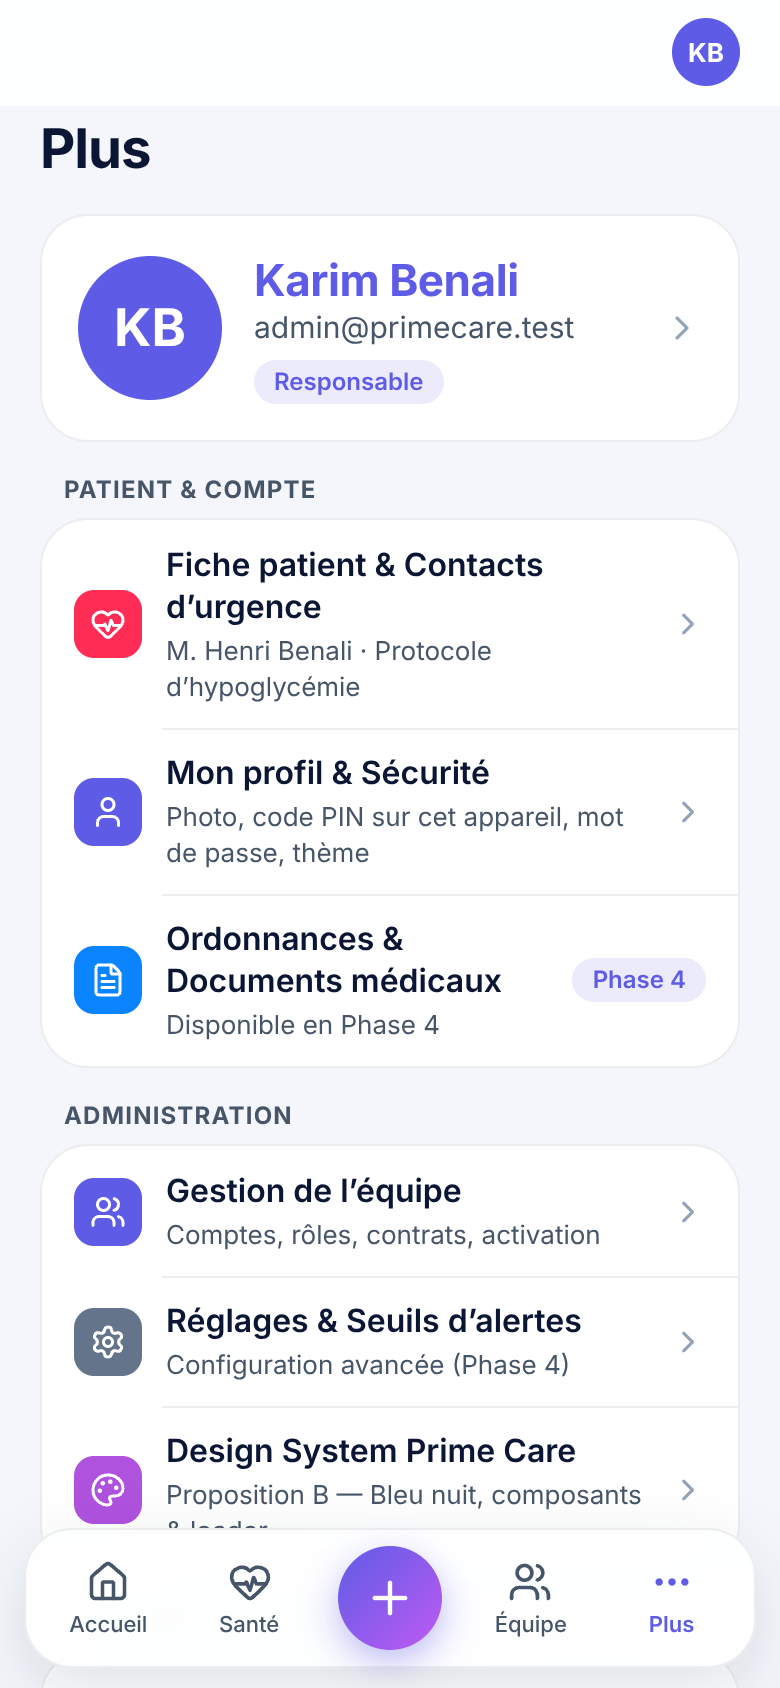 KB
Plus
KB
Karim Benali
admin@primecare.test
Responsable
PATIENT & COMPTE
Fiche patient & Contacts
d’urgence
M. Henri Benali · Protocole
d’hypoglycémie
Mon profil & Sécurité
Photo, code PIN sur cet appareil, mot
de passe, thème
Ordonnances &
Documents médicaux
Phase 4
Disponible en Phase 4
ADMINISTRATION
Gestion de l’équipe
Comptes, rôles, contrats, activation
Réglages & Seuils d’alertes
Configuration avancée (Phase 4)
Design System Prime Care
Proposition B — Bleu nuit, composants
&
Accueil
Santé
Équipe
Plus